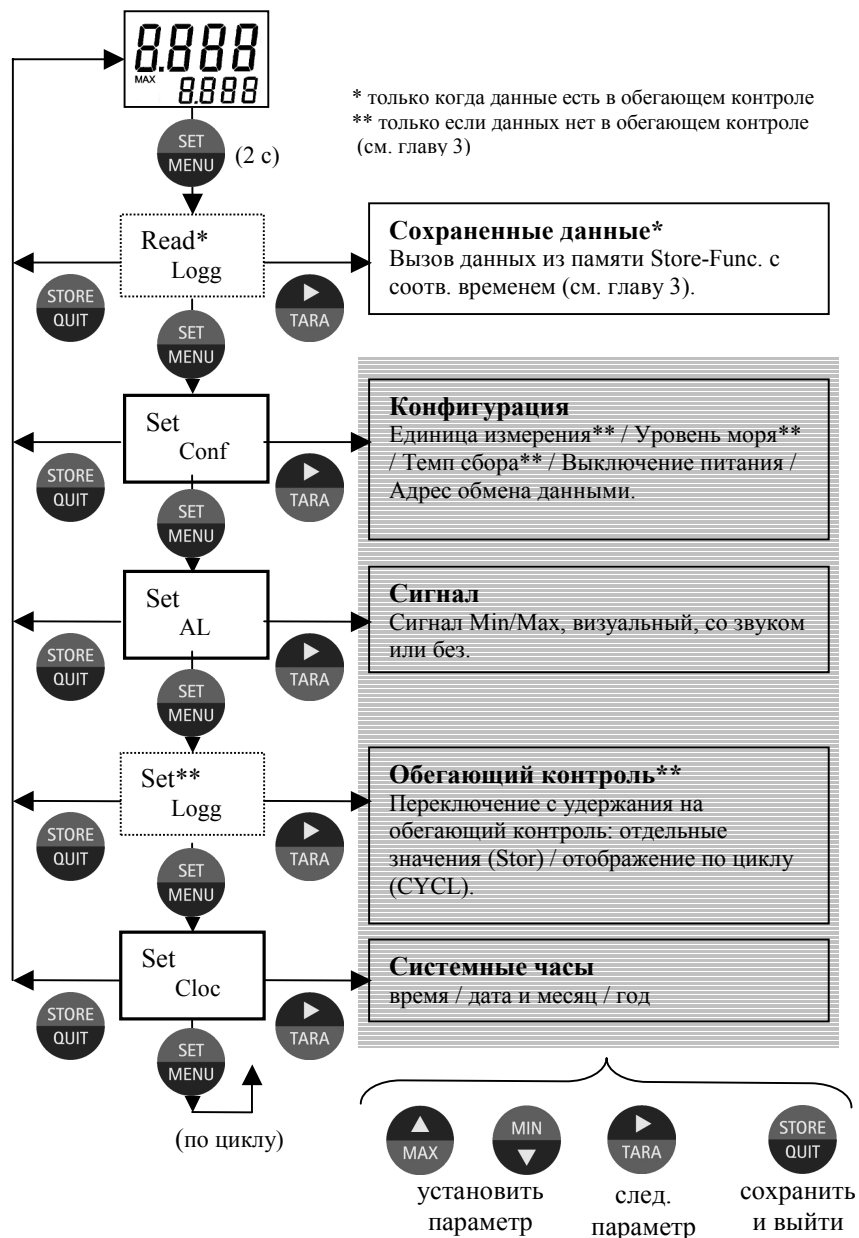 8.888
MAX
8.888
* только когда данные есть в обегающем контроле
** только если данных нет в обегающем контроле
(см. главу 3)
SET
MENU
(2 с)
Read*
Logg
Сохраненные данные*
Вызов данных из памяти Store-Func. с
соотв. временем (см. главу 3).
STORE
QUIT
TARA
SET
MENU
Set
Conf
Конфигурация
Единица измерения** / Уровень моря**
/ Темп сбора** / Выключение питания /
Адрес обмена данными.
STORE
QUIT
TARA
SET
MENU
Set
AL
Сигнал
Сигнал Min/Max, визуальный, со звуком
или без.
STORE
QUIT
TARA
SET
MENU
Set**
Logg
Обегающий контроль**
Переключение с удержания на
обегающий контроль: отдельные
значения (Stor) / отображение по циклу
(CYCL).
STORE
QUIT
TARA
SET
MENU
Set
Cloc
Системные часы
время / дата и месяц / год
STORE
QUIT
TARA
SET
MENU
(по циклу)
MAX
MIN
TARA
STORE
QUIT
установить
параметр
след.
параметр
сохранить
и выйти